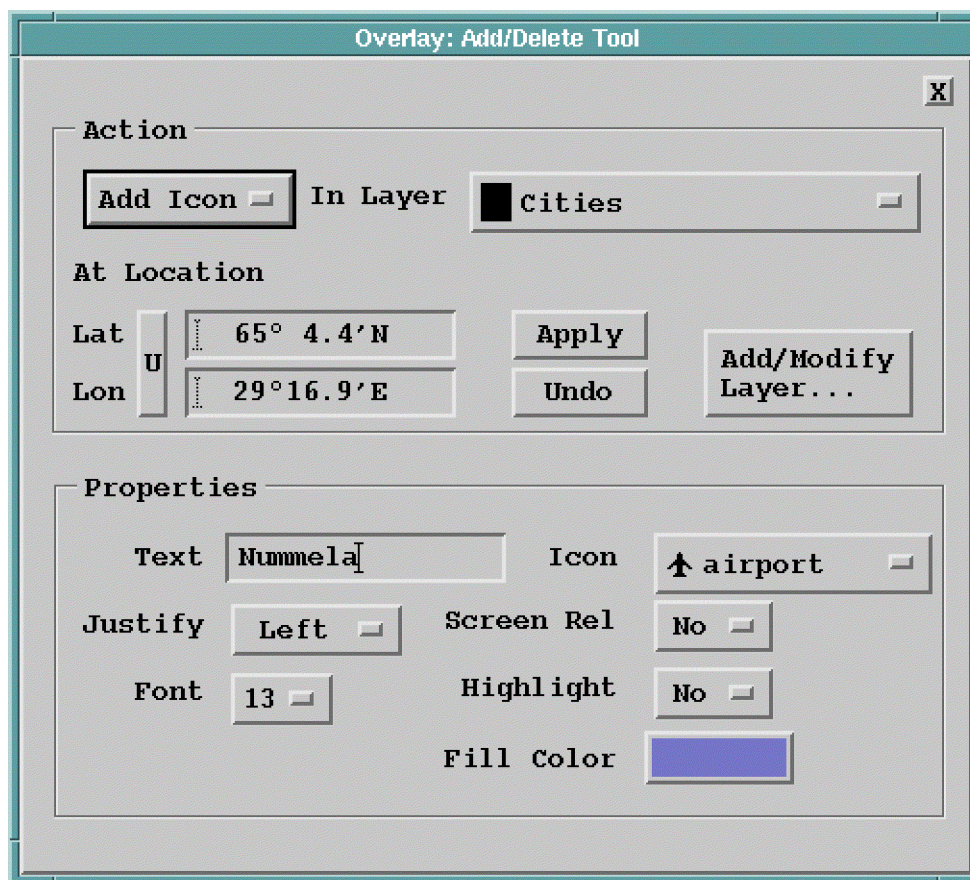 Overlay: Add/Delete Tool
X
Action
Add Icon In Layer Cities
At Location
Lat U 65° 4.4′N Apply
Lon 29°16.9′E Undo
Add/Modify
Layer...
Properties
Text Nummela Icon airport
Justify Left Screen Rel No
Font 13 Highlight No
Fill Color